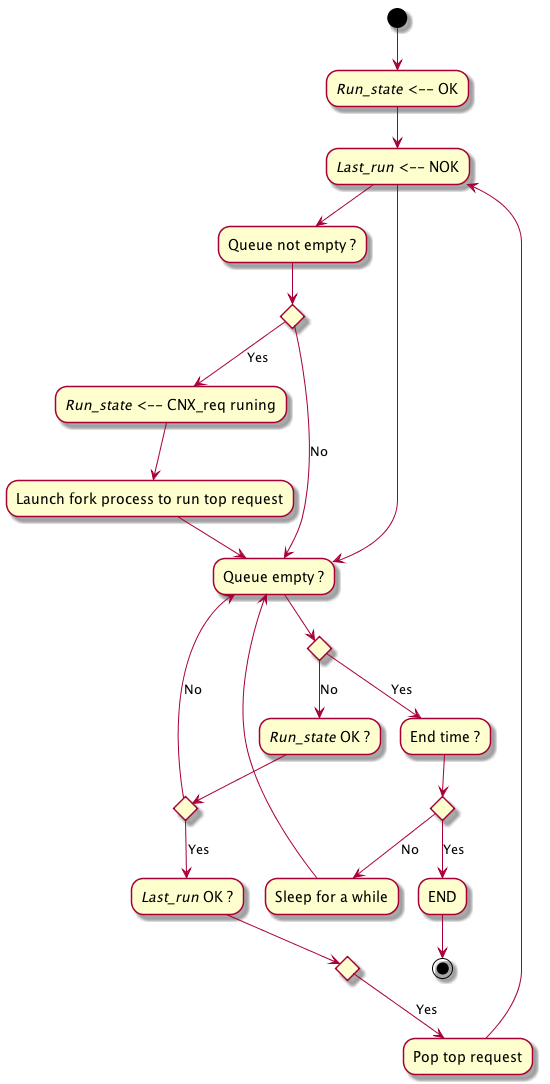 Run_state <-- OK
Last_run <-- NOK
Queue not empty ?
Yes
Run_state <-- CNX_req runing
No
Launch fork process to run top request
Queue empty ?
No
No
Yes
Run_state OK ?
End time ?
Yes
No
Yes
Last_run OK ?
Sleep for a while
END
Yes
Pop top request